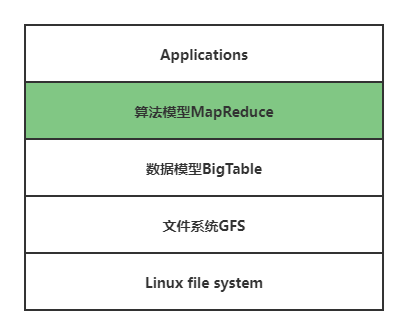 Applications
算法模型MapReduce
数据模型BigTable
文件系统GFS
Linux file system